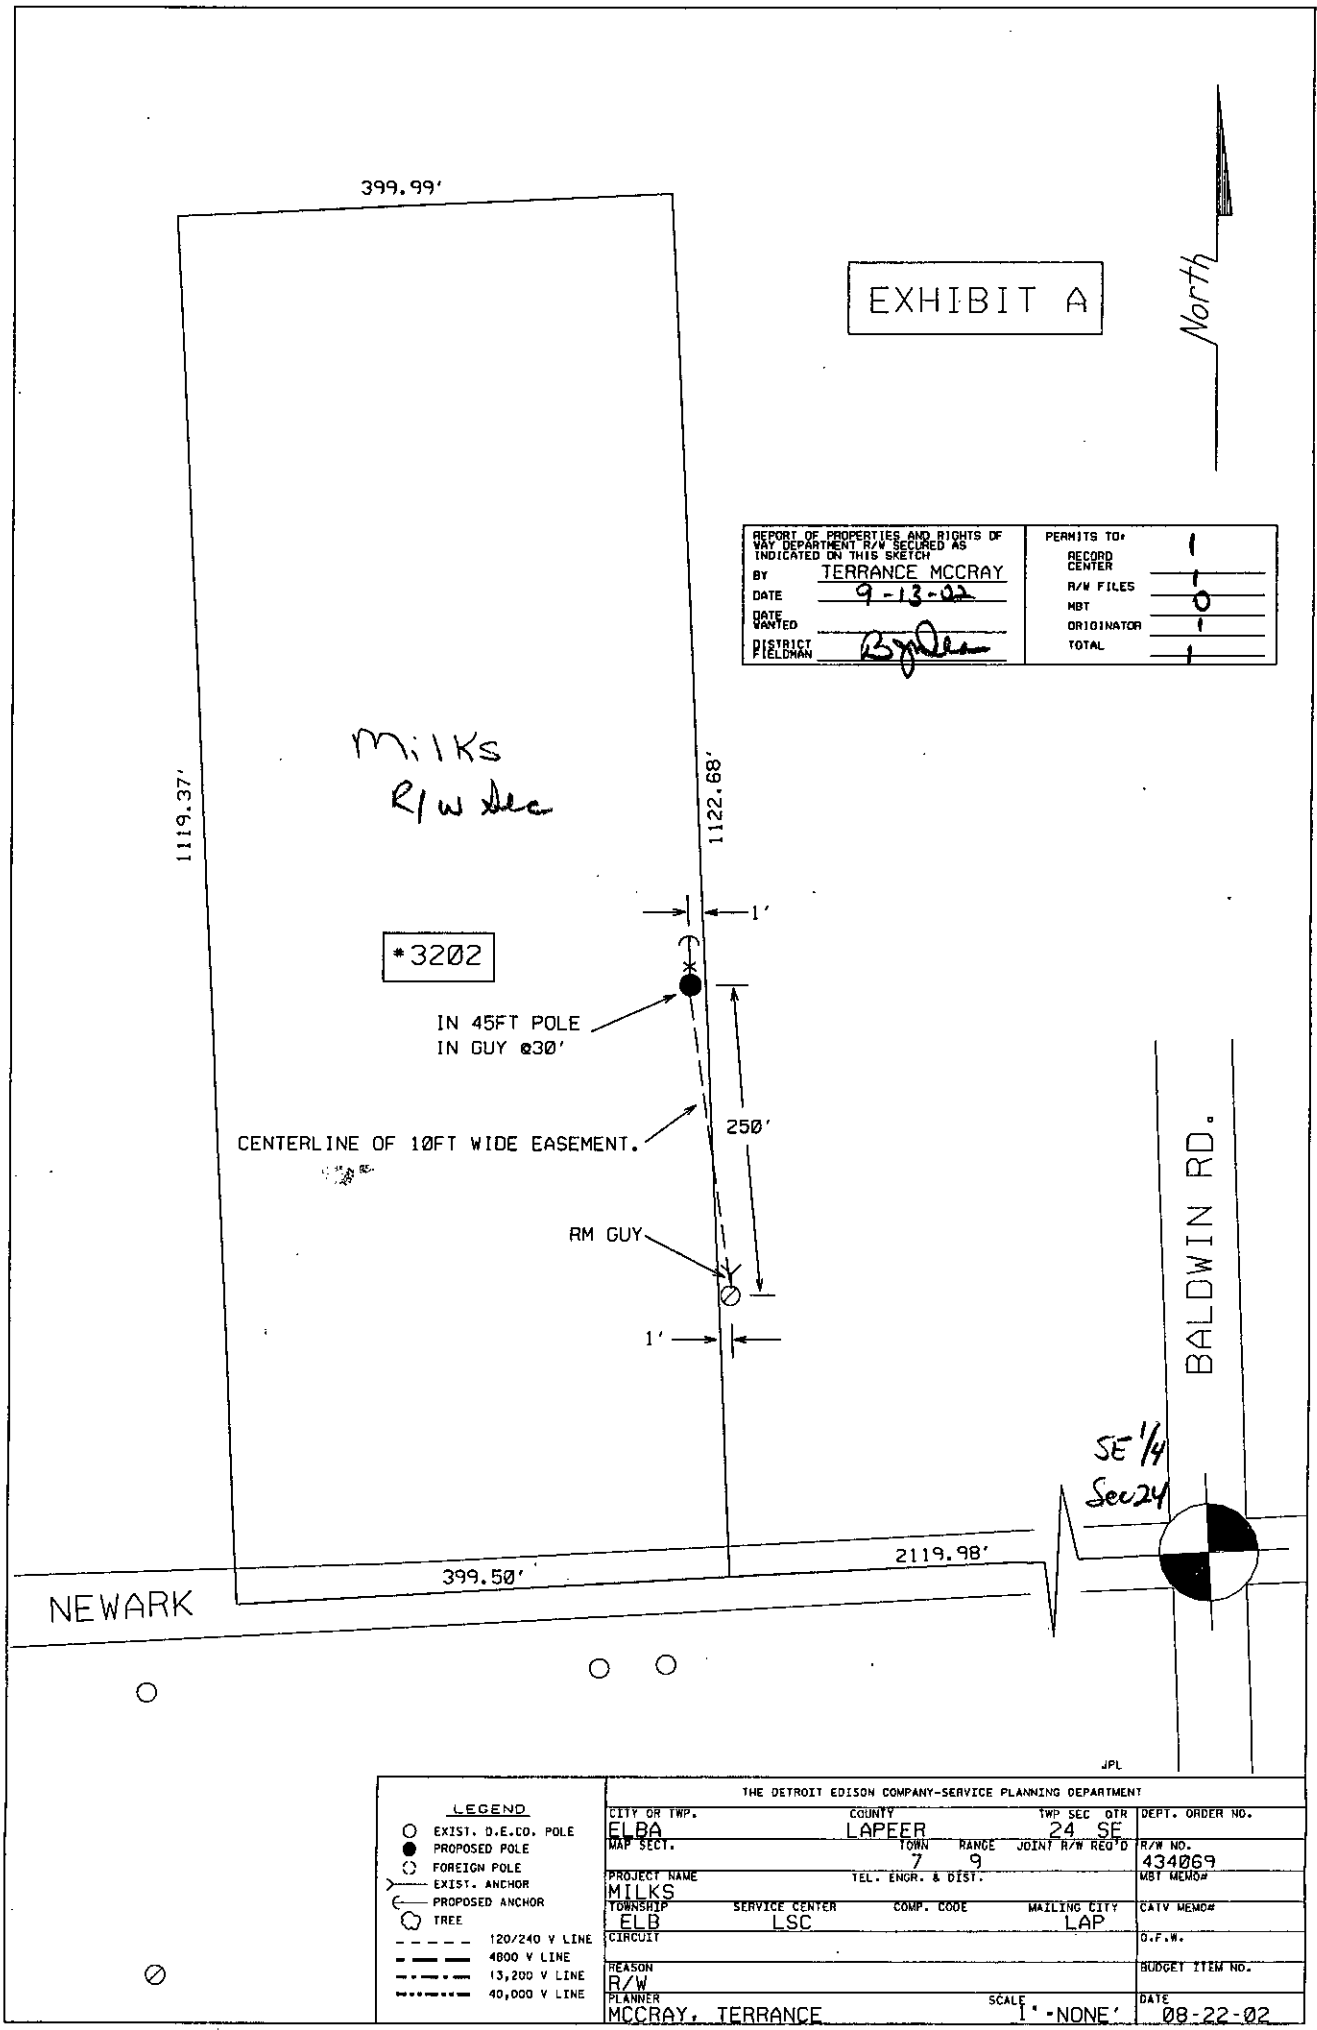 399.99'
EXHIBIT A
North
REPORT OF PROPERTIES AND RIGHTS OF
WAY DEPARTMENT R/W SECURED AS
INDICATED ON THIS SKETCH
BY TERRANCE MCCRAY
DATE 9-13-02
DATE
WANTED
DISTRICT
FIELDMAN
PERMITS TO:
RECORD
CENTER 1
R/W FILES 1
MBT 0
ORIGINATOR 1
TOTAL 1
Milks
R/W Sec
1119.37'
1122.68'
1'
*3202
IN 45FT POLE
IN GUY @30'
250'
CENTERLINE OF 10FT WIDE EASEMENT.
RM GUY
1'
BALDWIN RD.
SE 1/4
Sec 24
2119.98'
399.50'
NEWARK
JPL
LEGEND
EXIST. D.E.CO. POLE
PROPOSED POLE
FOREIGN POLE
EXIST. ANCHOR
PROPOSED ANCHOR
TREE
120/240 V LINE
4800 V LINE
13,200 V LINE
40,000 V LINE
THE DETROIT EDISON COMPANY-SERVICE PLANNING DEPARTMENT
CITY OR TWP. COUNTY TWP SEC QTR DEPT. ORDER NO.
ELBA LAPEER 24 SE
MAP SECT. TOWN RANGE JOINT R/W REQ'D R/W NO.
7 9 434069
PROJECT NAME TEL. ENGR. & DIST. MBT MEMO#
MILKS
TOWNSHIP SERVICE CENTER COMP. CODE MAILING CITY CATV MEMO#
ELB LSC LAP
CIRCUIT O.F.W.
REASON BUDGET ITEM NO.
R/W
PLANNER SCALE DATE
MCCRAY, TERRANCE 1"-NONE' 08-22-02